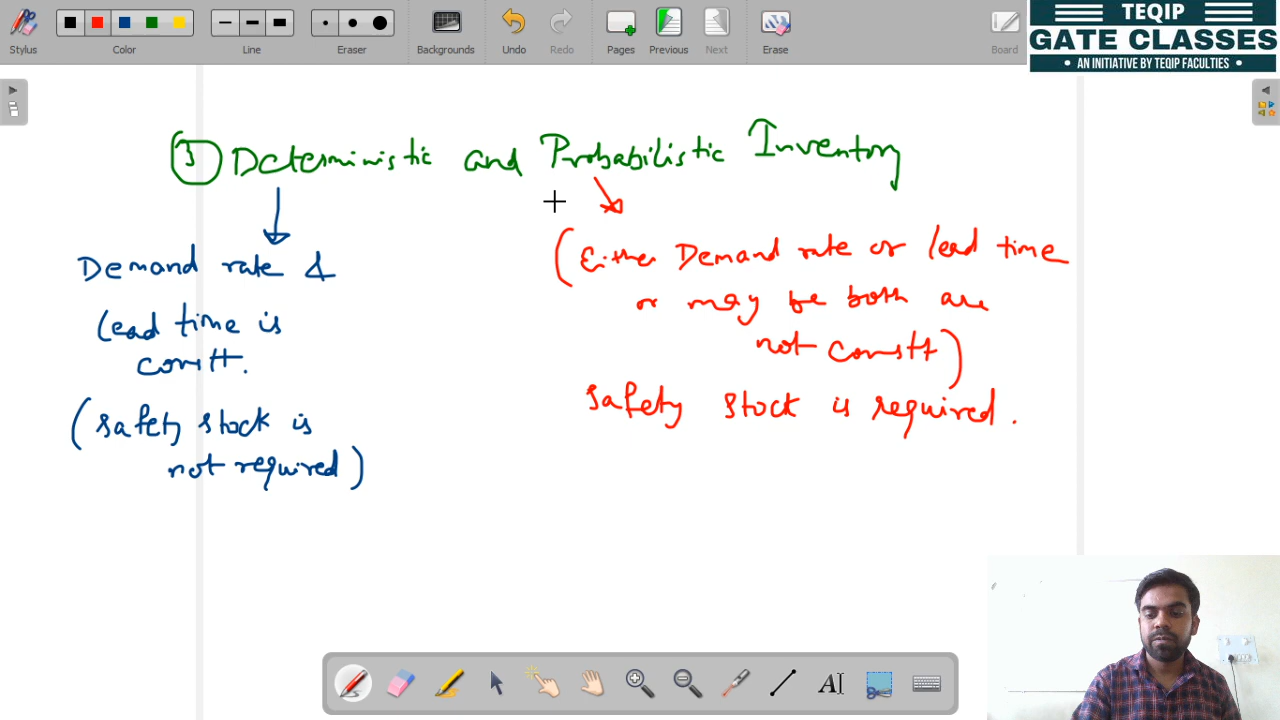 Stylus
Color
Line
Eraser
Backgrounds
Undo
Redo
Pages
Previous
Next
Erase
Board
TEQIP
GATE CLASSES
• AN INITIATIVE BY TEQIP FACULTIES •
③ Deterministic and Probabilistic Inventory
Demand rate &
lead time is
constt.
(safety stock is
not required)
(Either Demand rate or lead time
or may be both are
not constt)
Safety stock is required.